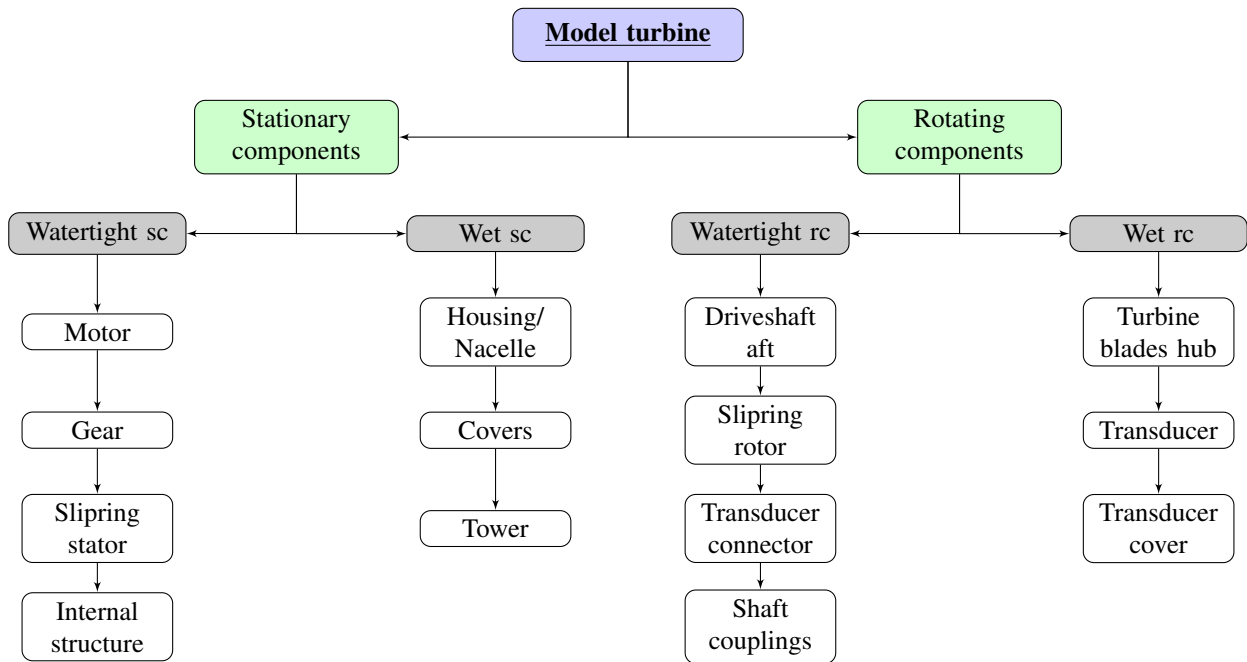 Model turbine
Stationary
components
Rotating
components
Watertight sc
Wet sc
Watertight rc
Wet rc
Motor
Housing/
Nacelle
Driveshaft
aft
Turbine
blades hub
Gear
Covers
Slipring
rotor
Transducer
Slipring
stator
Tower
Transducer
connector
Transducer
cover
Internal
structure
Shaft
couplings